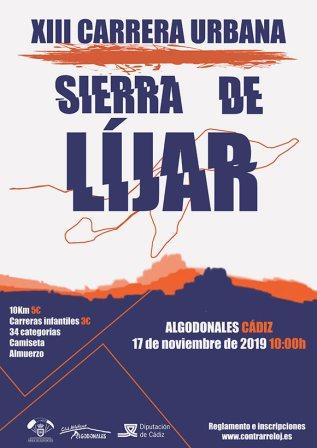 XIII CARRERA URBANA
SIERRA DE
LÍJAR
10Km 5€
Carreras infantiles 3€
34 categorías
Camiseta
Almuerzo
ALGODONALES CÁDIZ
17 de noviembre de 2019 10:00h
ALGODONALES
Diputación
de Cádiz
Reglamento e inscripciones
www.contrarreloj.es